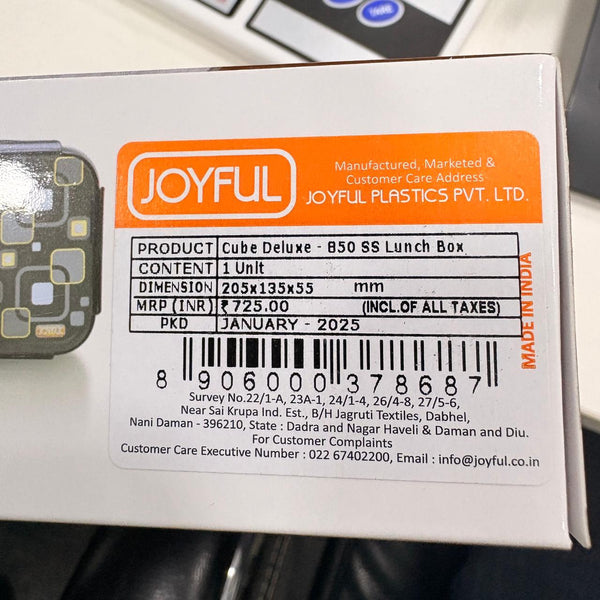 TARE
JOYFUL
Manufactured, Marketed &
Customer Care Address-
JOYFUL PLASTICS PVT. LTD.
PRODUCT Cube Deluxe - 850 SS Lunch Box
CONTENT 1 Unit
DIMENSION 205x135x55 mm
MRP (INR) ₹ 725.00 (INCL.OF ALL TAXES)
PKD JANUARY - 2025
MADE IN INDIA
8 906000 378687
Survey No.22/1-A, 23A-1, 24/1-4, 26/4-8, 27/5-6,
Near Sai Krupa Ind. Est., B/H Jagruti Textiles, Dabhel,
Nani Daman - 396210, State : Dadra and Nagar Haveli & Daman and Diu.
For Customer Complaints
Customer Care Executive Number : 022 67402200, Email : info@joyful.co.in
JOYFUL